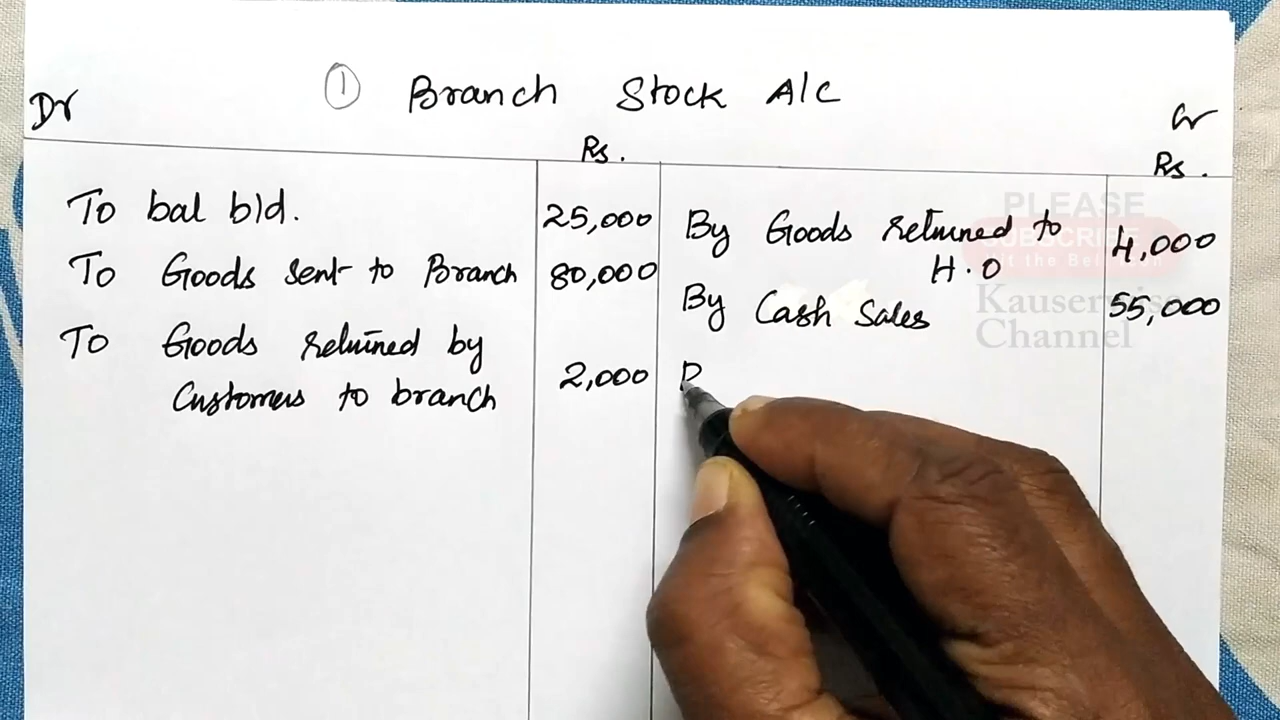 ① Branch Stock A/C
Dr
Cr
Rs.
Rs.
To bal b/d. 25,000
To Goods sent to Branch 80,000
To Goods returned by
Customers to branch 2,000
By Goods returned to
H.O 4,000
By Cash Sales 55,000
PLEASE
SUBSCRIBE
Channel